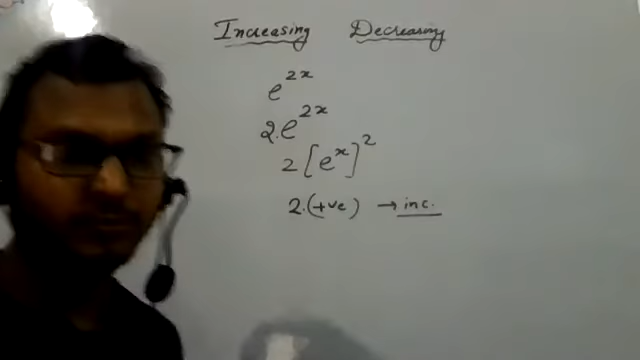 Increasing Decreasing
e^2x
2.e^2x
2[e^x]^2
2.(+ve) → inc.